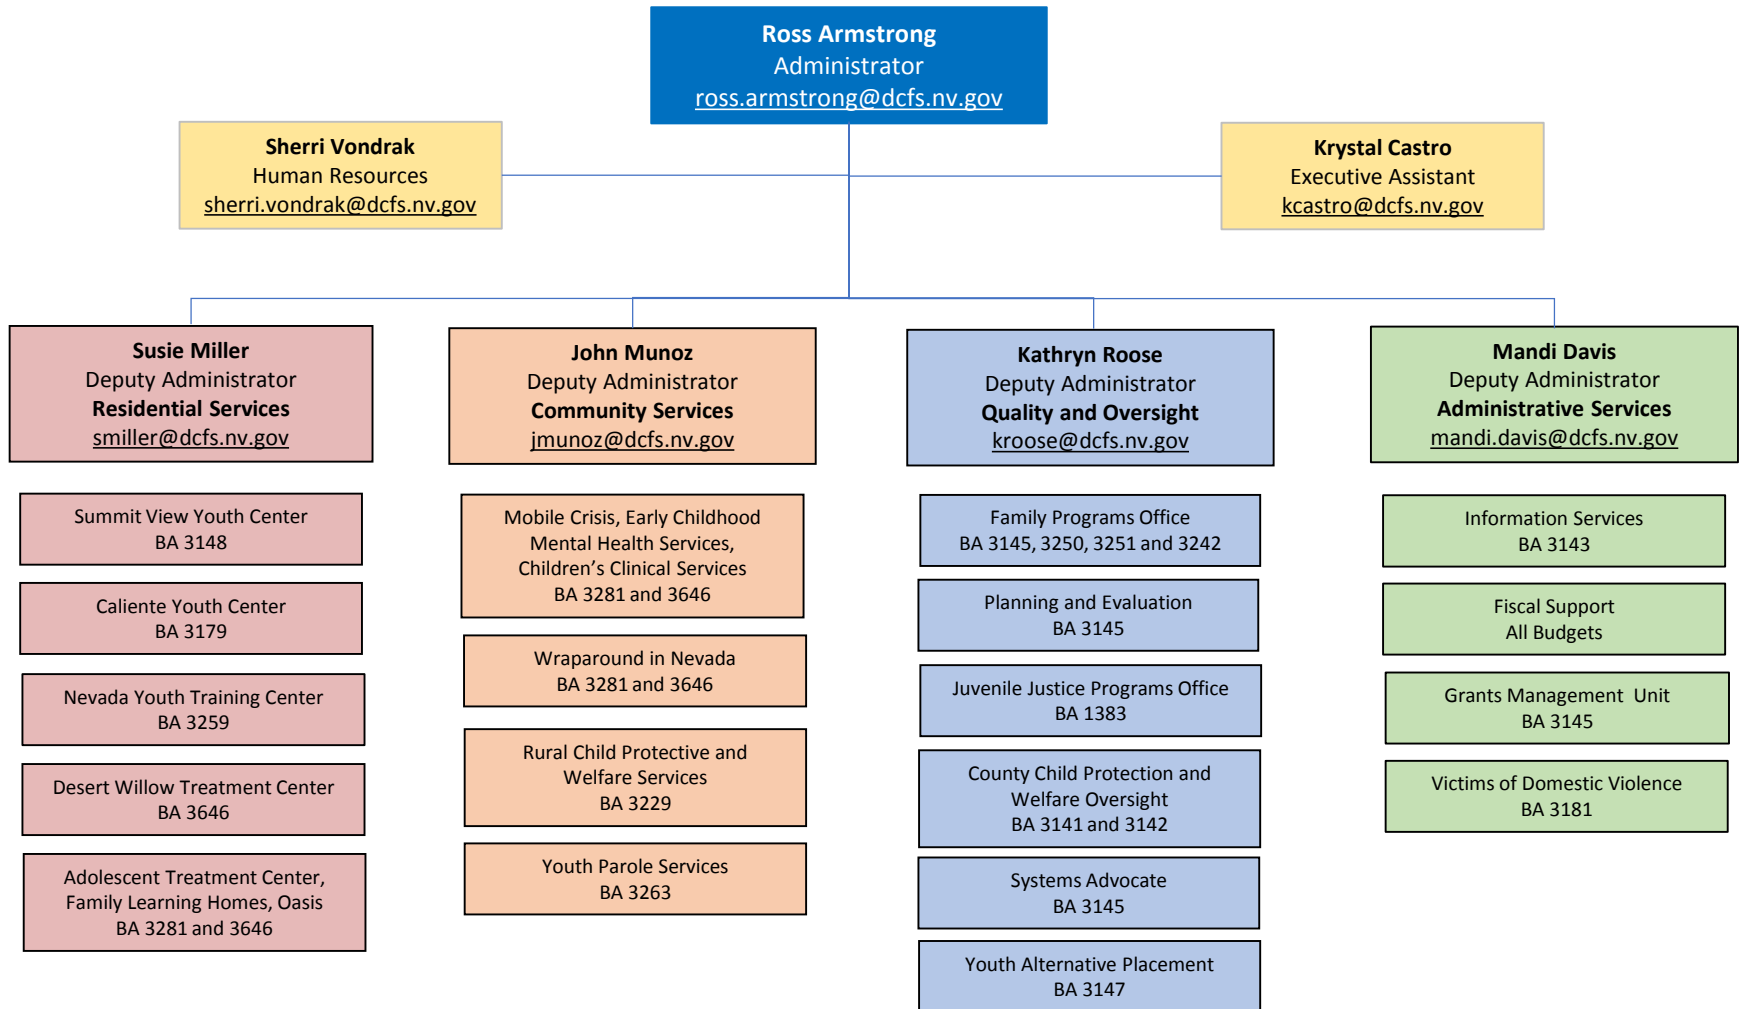 Ross Armstrong
Administrator
ross.armstrong@dcfs.nv.gov
Sherri Vondrak
Human Resources
sherri.vondrak@dcfs.nv.gov
Krystal Castro
Executive Assistant
kcastro@dcfs.nv.gov
Susie Miller
Deputy Administrator
Residential Services
smiller@dcfs.nv.gov
Summit View Youth Center
BA 3148
Caliente Youth Center
BA 3179
Nevada Youth Training Center
BA 3259
Desert Willow Treatment Center
BA 3646
Adolescent Treatment Center,
Family Learning Homes, Oasis
BA 3281 and 3646
John Munoz
Deputy Administrator
Community Services
jmunoz@dcfs.nv.gov
Mobile Crisis, Early Childhood
Mental Health Services,
Children’s Clinical Services
BA 3281 and 3646
Wraparound in Nevada
BA 3281 and 3646
Rural Child Protective and
Welfare Services
BA 3229
Youth Parole Services
BA 3263
Kathryn Roose
Deputy Administrator
Quality and Oversight
kroose@dcfs.nv.gov
Family Programs Office
BA 3145, 3250, 3251 and 3242
Planning and Evaluation
BA 3145
Juvenile Justice Programs Office
BA 1383
County Child Protection and
Welfare Oversight
BA 3141 and 3142
Systems Advocate
BA 3145
Youth Alternative Placement
BA 3147
Mandi Davis
Deputy Administrator
Administrative Services
mandi.davis@dcfs.nv.gov
Information Services
BA 3143
Fiscal Support
All Budgets
Grants Management Unit
BA 3145
Victims of Domestic Violence
BA 3181